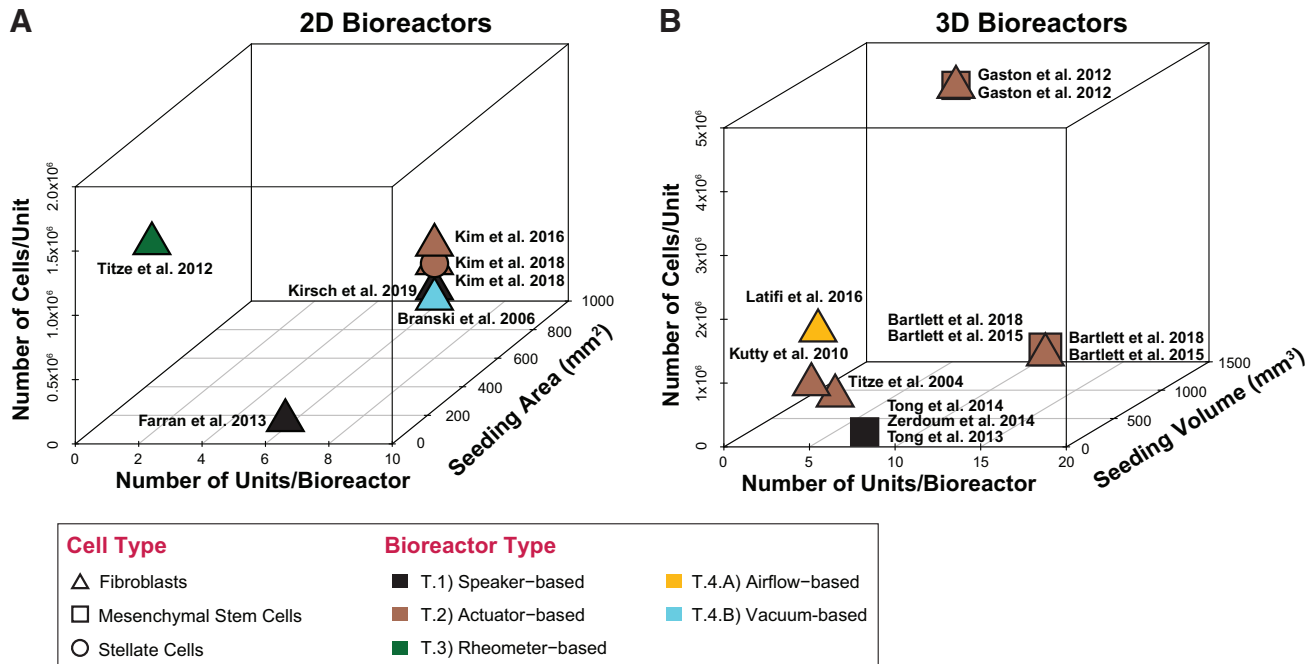 A
2D Bioreactors
Number of Cells/Unit
2.0x10⁶
1.5x10⁶
1.0x10⁶
0.5x10⁶
0
Titze et al. 2012
Kim et al. 2016
Kim et al. 2018
Kim et al. 2018
Kirsch et al. 2019
Branski et al. 2006
Farran et al. 2013
1000
800
600
400
200
0
Seeding Area (mm²)
0 2 4 6 8 10
Number of Units/Bioreactor
B
3D Bioreactors
Number of Cells/Unit
5x10⁶
4x10⁶
3x10⁶
2x10⁶
1x10⁶
0
Gaston et al. 2012
Gaston et al. 2012
Latifi et al. 2016
Bartlett et al. 2018
Bartlett et al. 2015
Bartlett et al. 2018
Bartlett et al. 2015
Kutty et al. 2010
Titze et al. 2004
Tong et al. 2014
Zerdoum et al. 2014
Tong et al. 2013
1500
1000
500
0
Seeding Volume (mm³)
0 5 10 15 20
Number of Units/Bioreactor
Cell Type
Fibroblasts
Mesenchymal Stem Cells
Stellate Cells
Bioreactor Type
T.1) Speaker−based
T.2) Actuator−based
T.3) Rheometer−based
T.4.A) Airflow−based
T.4.B) Vacuum−based